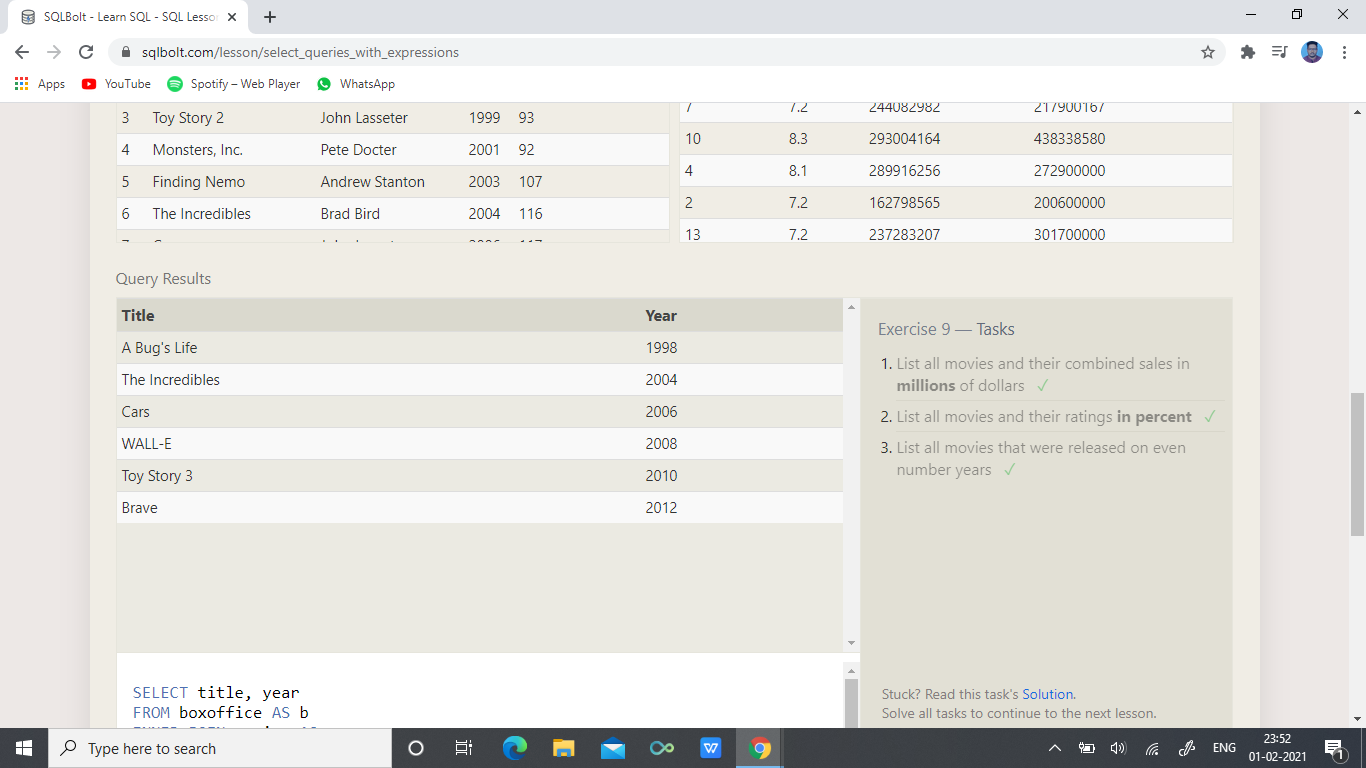 SQLBolt - Learn SQL - SQL Lesson
sqlbolt.com/lesson/select_queries_with_expressions
Apps YouTube Spotify – Web Player WhatsApp
3 Toy Story 2 John Lasseter 1999 93
4 Monsters, Inc. Pete Docter 2001 92
5 Finding Nemo Andrew Stanton 2003 107
6 The Incredibles Brad Bird 2004 116
7 7.2 244082982 217900167
10 8.3 293004164 438338580
4 8.1 289916256 272900000
2 7.2 162798565 200600000
13 7.2 237283207 301700000
Query Results
Title Year
A Bug's Life 1998
The Incredibles 2004
Cars 2006
WALL-E 2008
Toy Story 3 2010
Brave 2012
Exercise 9 — Tasks
1. List all movies and their combined sales in
millions of dollars ✓
2. List all movies and their ratings in percent ✓
3. List all movies that were released on even
number years ✓
SELECT title, year
FROM boxoffice AS b
Stuck? Read this task's Solution.
Solve all tasks to continue to the next lesson.
Type here to search
ENG
23:52
01-02-2021
1